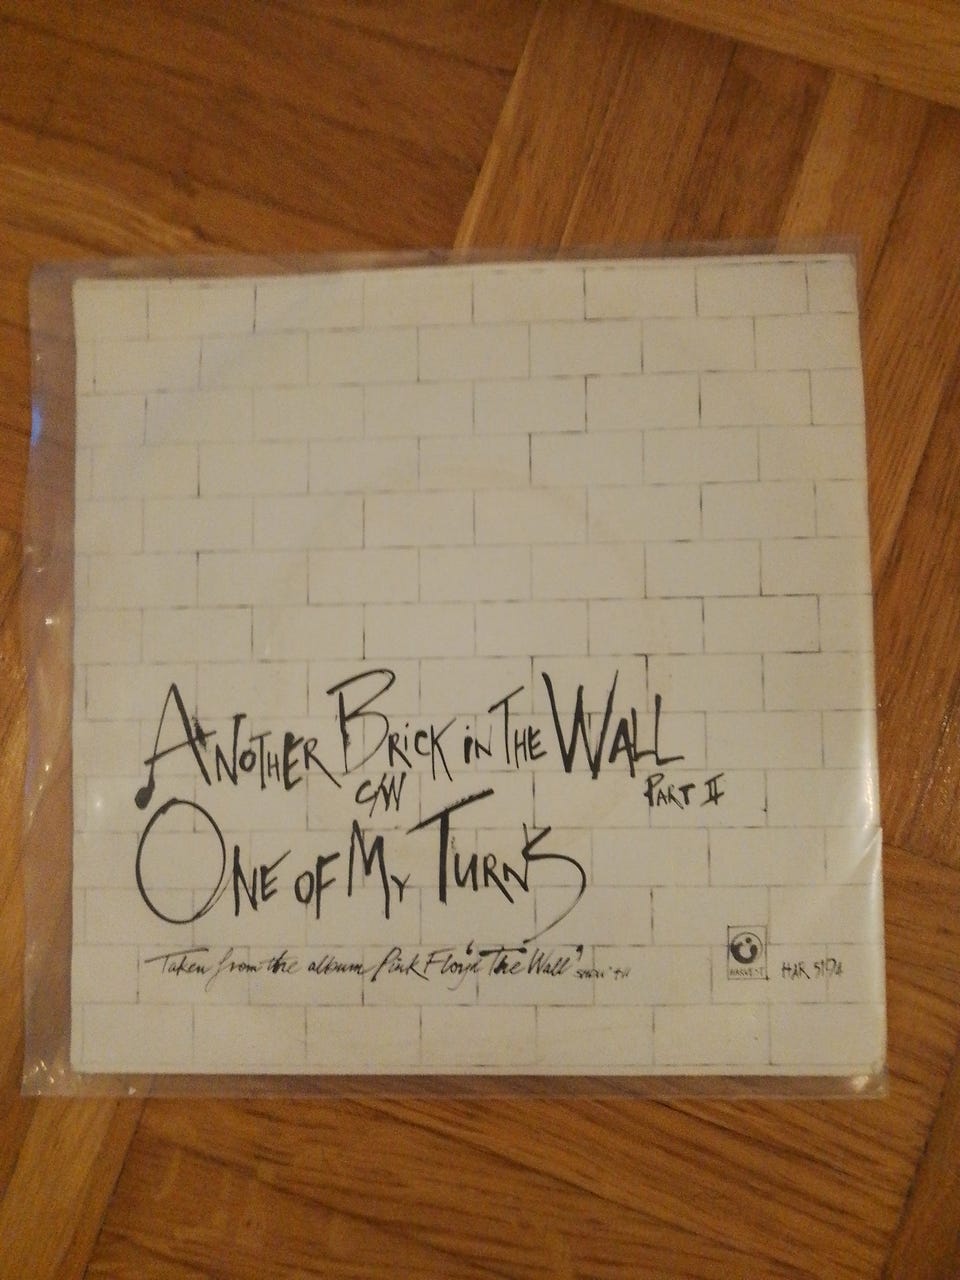 ANOTHER BRICK IN THE WALL
PART II
C/W
ONE OF MY TURNS
Taken from the album Pink Floyd 'The Wall'
HARVEST
HAR 5194